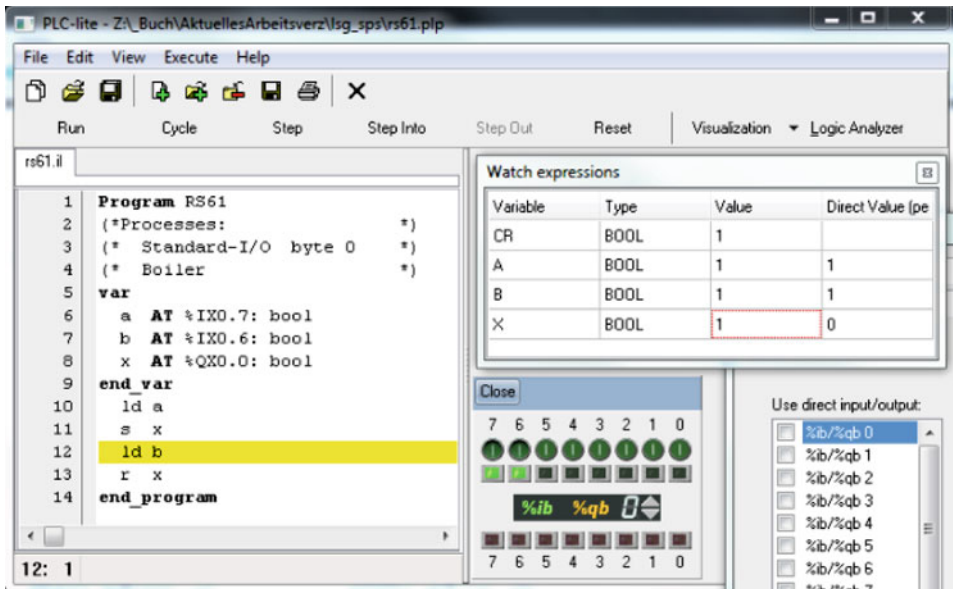 PLC-lite - Z:\_Buch\AktuellesArbeitsverz\lsg_sps\rs61.plp
File Edit View Execute Help
Run Cycle Step Step Into Step Out Reset Visualization Logic Analyzer
rs61.il
1 Program RS61
2 (*Processes: *)
3 (* Standard-I/O byte 0 *)
4 (* Boiler *)
5 var
6 a AT %IX0.7: bool
7 b AT %IX0.6: bool
8 x AT %QX0.0: bool
9 end_var
10 ld a
11 s x
12 ld b
13 r x
14 end_program
12: 1
Watch expressions
Variable Type Value Direct Value (pe
CR BOOL 1
A BOOL 1 1
B BOOL 1 1
X BOOL 1 0
Close
7 6 5 4 3 2 1 0
%ib %qb 0
7 6 5 4 3 2 1 0
Use direct input/output:
%ib/%qb 0
%ib/%qb 1
%ib/%qb 2
%ib/%qb 3
%ib/%qb 4
%ib/%qb 5
%ib/%qb 6